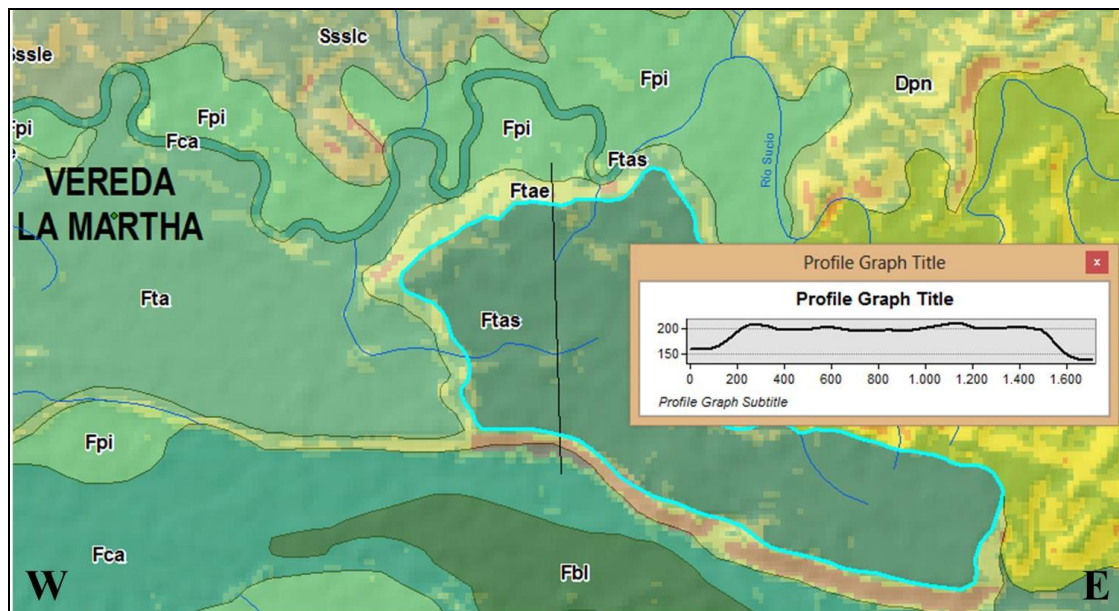 Sssle
Ssslc
Fpi
Dpn
Fpi
Fpi
Fpi
Fca
Ftas
Río Sucio
VEREDA
LA MARTHA
Ftae
Fta
Ftas
Profile Graph Title
x
Profile Graph Title
200
150
0
200
400
600
800
1.000
1.200
1.400
1.600
Profile Graph Subtitle
Fpi
Fca
Fbl
W
E